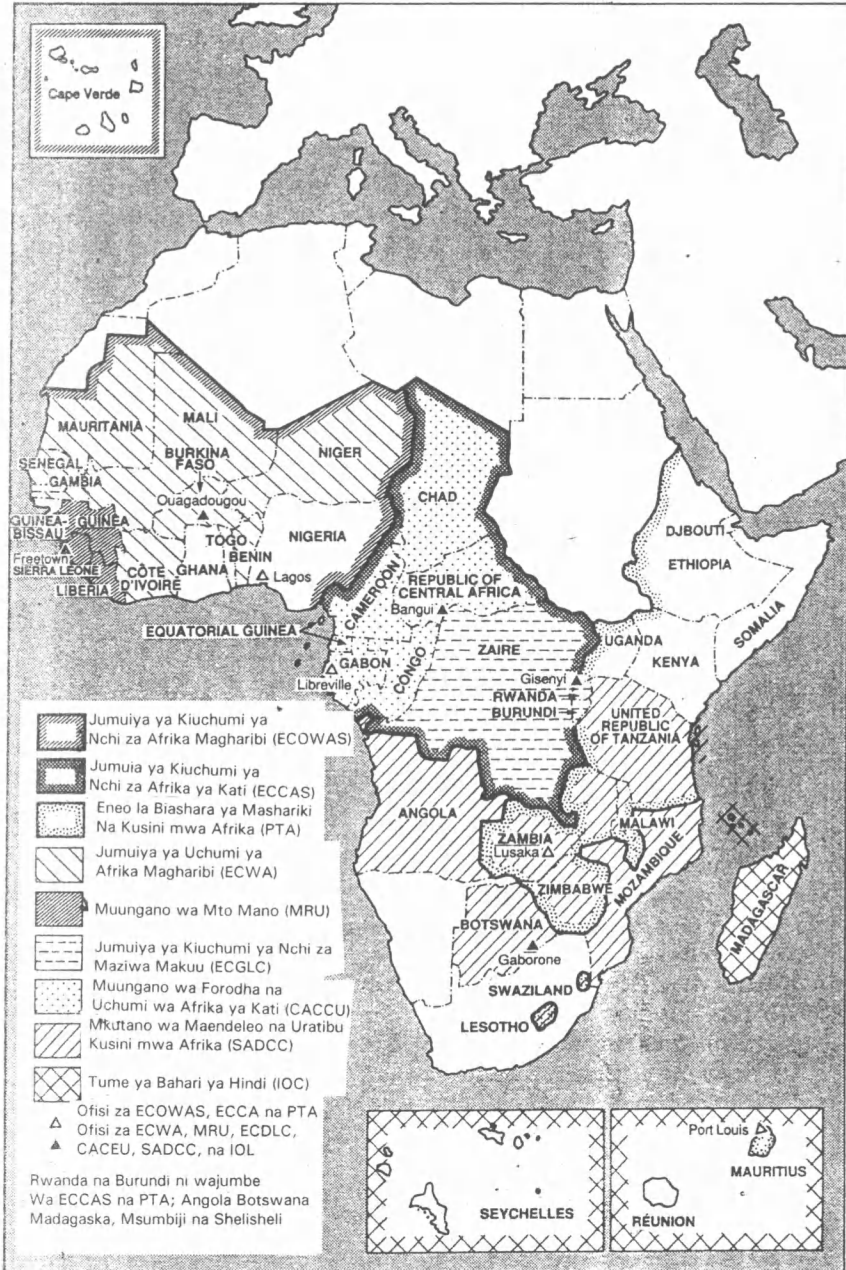 Cape Verde
MAURITANIA
MALI
NIGER
CHAD
SENEGAL
GAMBIA
BURKINA
FASO
Ouagadougou
GUINEA-
BISSAU
GUINEA
Freetown
SIERRA LEONE
LIBERIA
CÔTE
D'IVOIRE
GHANA
TOGO
BENIN
NIGERIA
Lagos
CAMEROON
REPUBLIC OF
CENTRAL AFRICA
Bangui
EQUATORIAL GUINEA
GABON
Libreville
CONGO
ZAIRE
Gisenyi
RWANDA
BURUNDI
DJBOUTI
ETHIOPIA
SOMALIA
UGANDA
KENYA
UNITED
REPUBLIC
OF TANZANIA
ANGOLA
ZAMBIA
Lusaka
MALAWI
MOZAMBIQUE
ZIMBABWE
BOTSWANA
Gaborone
SWAZILAND
LESOTHO
MADAGASCAR
Jumuiya ya Kiuchumi ya
Nchi za Afrika Magharibi (ECOWAS)
Jumuia ya Kiuchumi ya
Nchi za Afrika ya Kati (ECCAS)
Eneo la Biashara ya Mashariki
Na Kusini mwa Afrika (PTA)
Jumuiya ya Uchumi ya
Afrika Magharibi (ECWA)
Muungano wa Mto Mano (MRU)
Jumuiya ya Kiuchumi ya Nchi za
Maziwa Makuu (ECGLC)
Muungano wa Forodha na
Uchumi wa Afrika ya Kati (CACCU)
Mkutano wa Maendeleo na Uratibu
Kusini mwa Afrika (SADCC)
Tume ya Bahari ya Hindi (IOC)
Ofisi za ECOWAS, ECCA na PTA
Ofisi za ECWA, MRU, ECDLC,
CACEU, SADCC, na IOL
Rwanda na Burundi ni wajumbe
Wa ECCAS na PTA; Angola Botswana
Madagaska, Msumbiji na Shelisheli
SEYCHELLES
Port Louis
MAURITIUS
RÉUNION